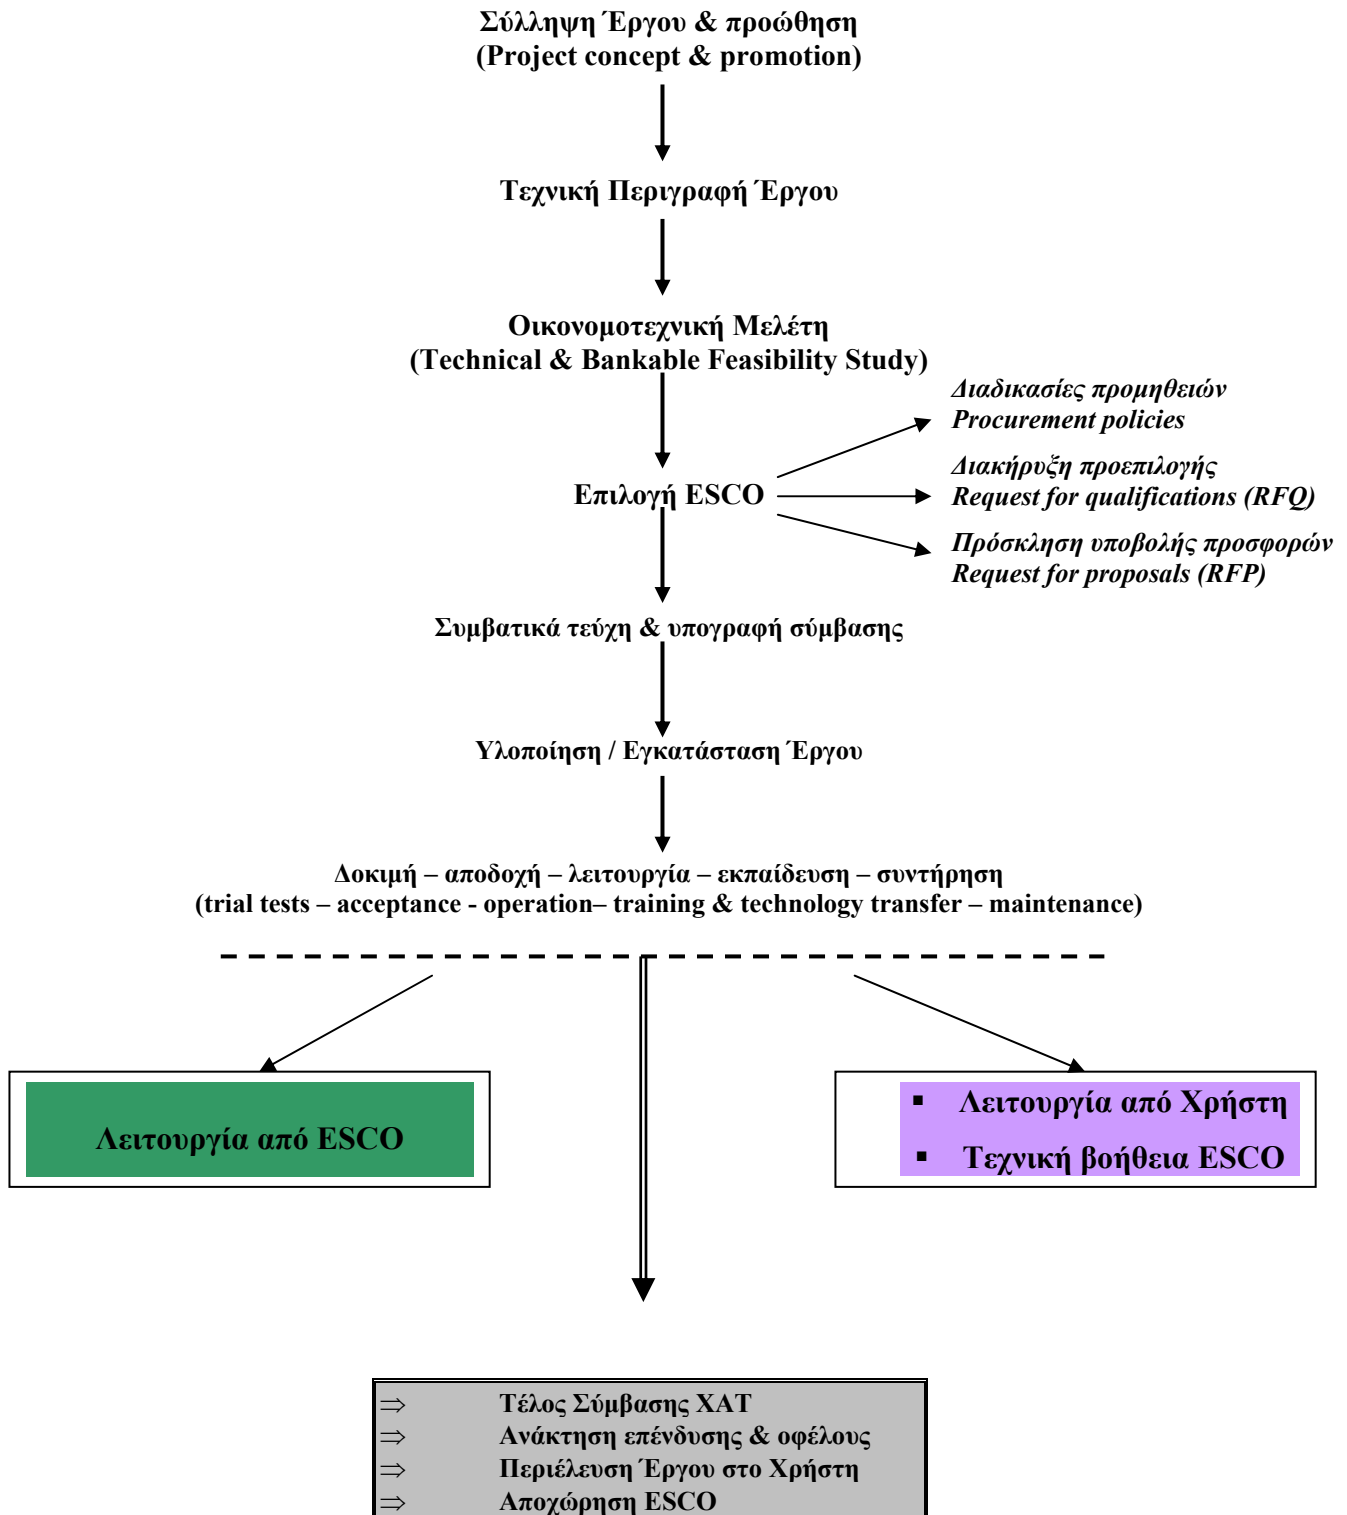 Σύλληψη Έργου & προώθηση
(Project concept & promotion)
Τεχνική Περιγραφή Έργου
Οικονομοτεχνική Μελέτη
(Technical & Bankable Feasibility Study)
Διαδικασίες προμηθειών
Procurement policies
Διακήρυξη προεπιλογής
Request for qualifications (RFQ)
Επιλογή ESCO
Πρόσκληση υποβολής προσφορών
Request for proposals (RFP)
Συμβατικά τεύχη & υπογραφή σύμβασης
Υλοποίηση / Εγκατάσταση Έργου
Δοκιμή – αποδοχή – λειτουργία – εκπαίδευση – συντήρηση
(trial tests – acceptance - operation– training & technology transfer – maintenance)
Λειτουργία από ESCO
▪ Λειτουργία από Χρήστη
▪ Τεχνική βοήθεια ESCO
⇒ Τέλος Σύμβασης ΧΑΤ
⇒ Ανάκτηση επένδυσης & οφέλους
⇒ Περιέλευση Έργου στο Χρήστη
⇒ Αποχώρηση ESCO